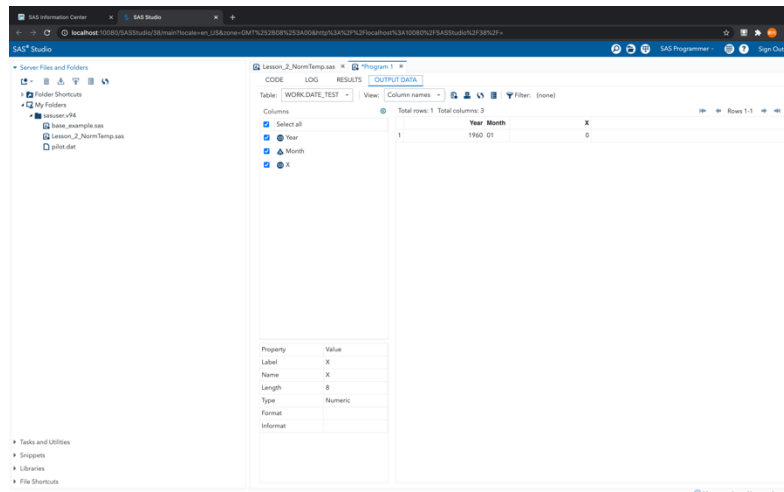 SAS Information Center
SAS Studio
localhost:10080/SASStudio/38/main?locale=en_US&zone=GMT%252B08%253A00&http%3A%2F%2Flocalhost%3A10080%2FSASStudio%2F38%2F=
SAS® Studio
SAS Programmer
Sign Out
Server Files and Folders
Folder Shortcuts
My Folders
sasuser.v94
base_example.sas
Lesson_2_NormTemp.sas
pilot.dat
Tasks and Utilities
Snippets
Libraries
File Shortcuts
Lesson_2_NormTemp.sas
*Program 1
CODE LOG RESULTS OUTPUT DATA
Table: WORK.DATE_TEST View: Column names Filter: (none)
Columns
Select all
Year
Month
X
Property Value
Label X
Name X
Length 8
Type Numeric
Format
Informat
Total rows: 1 Total columns: 3
Rows 1-1
Year Month X
1 1960 01 0